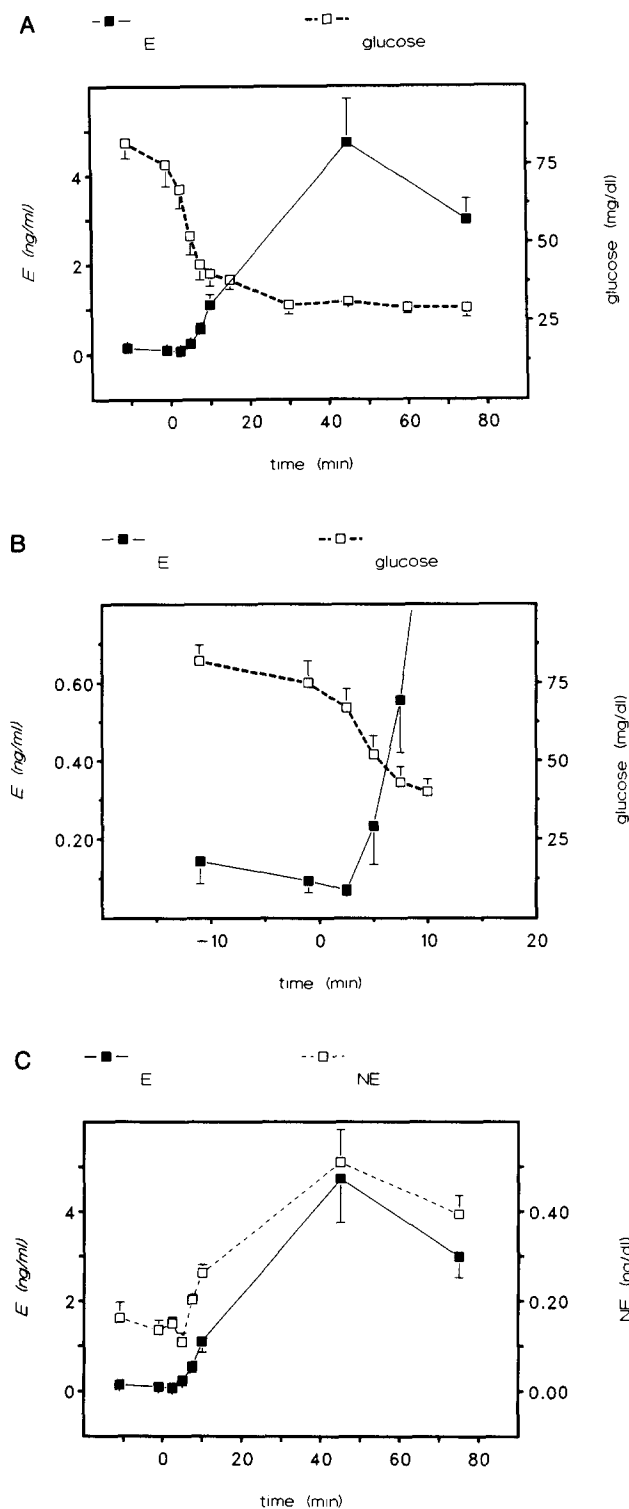 A
E glucose
E (ng/ml)
4
2
0
75
50
25
glucose (mg/dl)
0 20 40 60 80
time (min)
B
E glucose
E (ng/ml)
0.60
0.40
0.20
75
50
25
glucose (mg/dl)
-10 0 10 20
time (min)
C
E NE
E (ng/ml)
4
2
0
0.40
0.20
0.00
NE (ng/dl)
0 20 40 60 80
time (min)